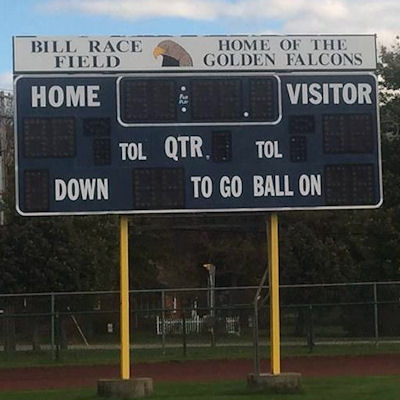 BILL RACE FIELD
HOME OF THE GOLDEN FALCONS
HOME VISITOR
TOL QTR TOL
DOWN TO GO BALL ON